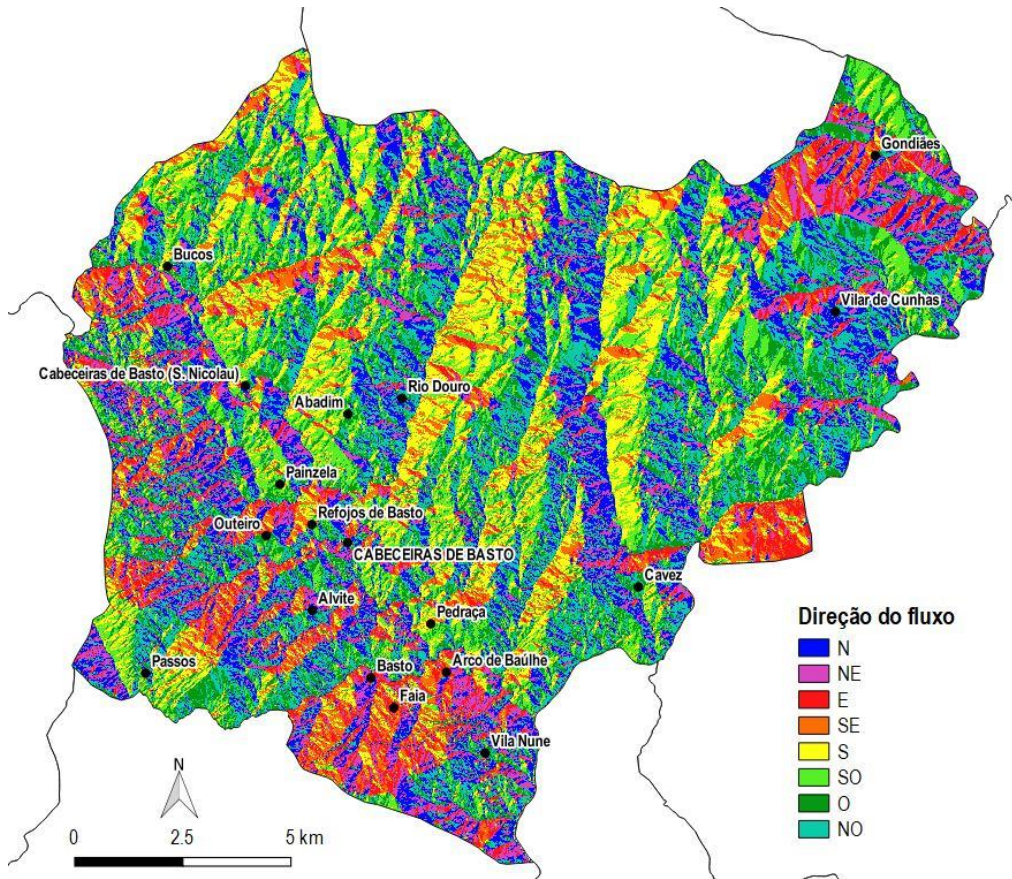 Gondiães
Bucos
Vilar de Cunhas
Cabeceiras de Basto (S. Nicolau)
Rio Douro
Abadim
Painzela
Refojos de Basto
Outeiro
CABECEIRAS DE BASTO
Cavez
Alvite
Pedraça
Direção do fluxo
N
NE
E
SE
S
SO
O
NO
Passos
Basto
Arco de Baúlhe
Faia
Vila Nune
N
0 2.5 5 km